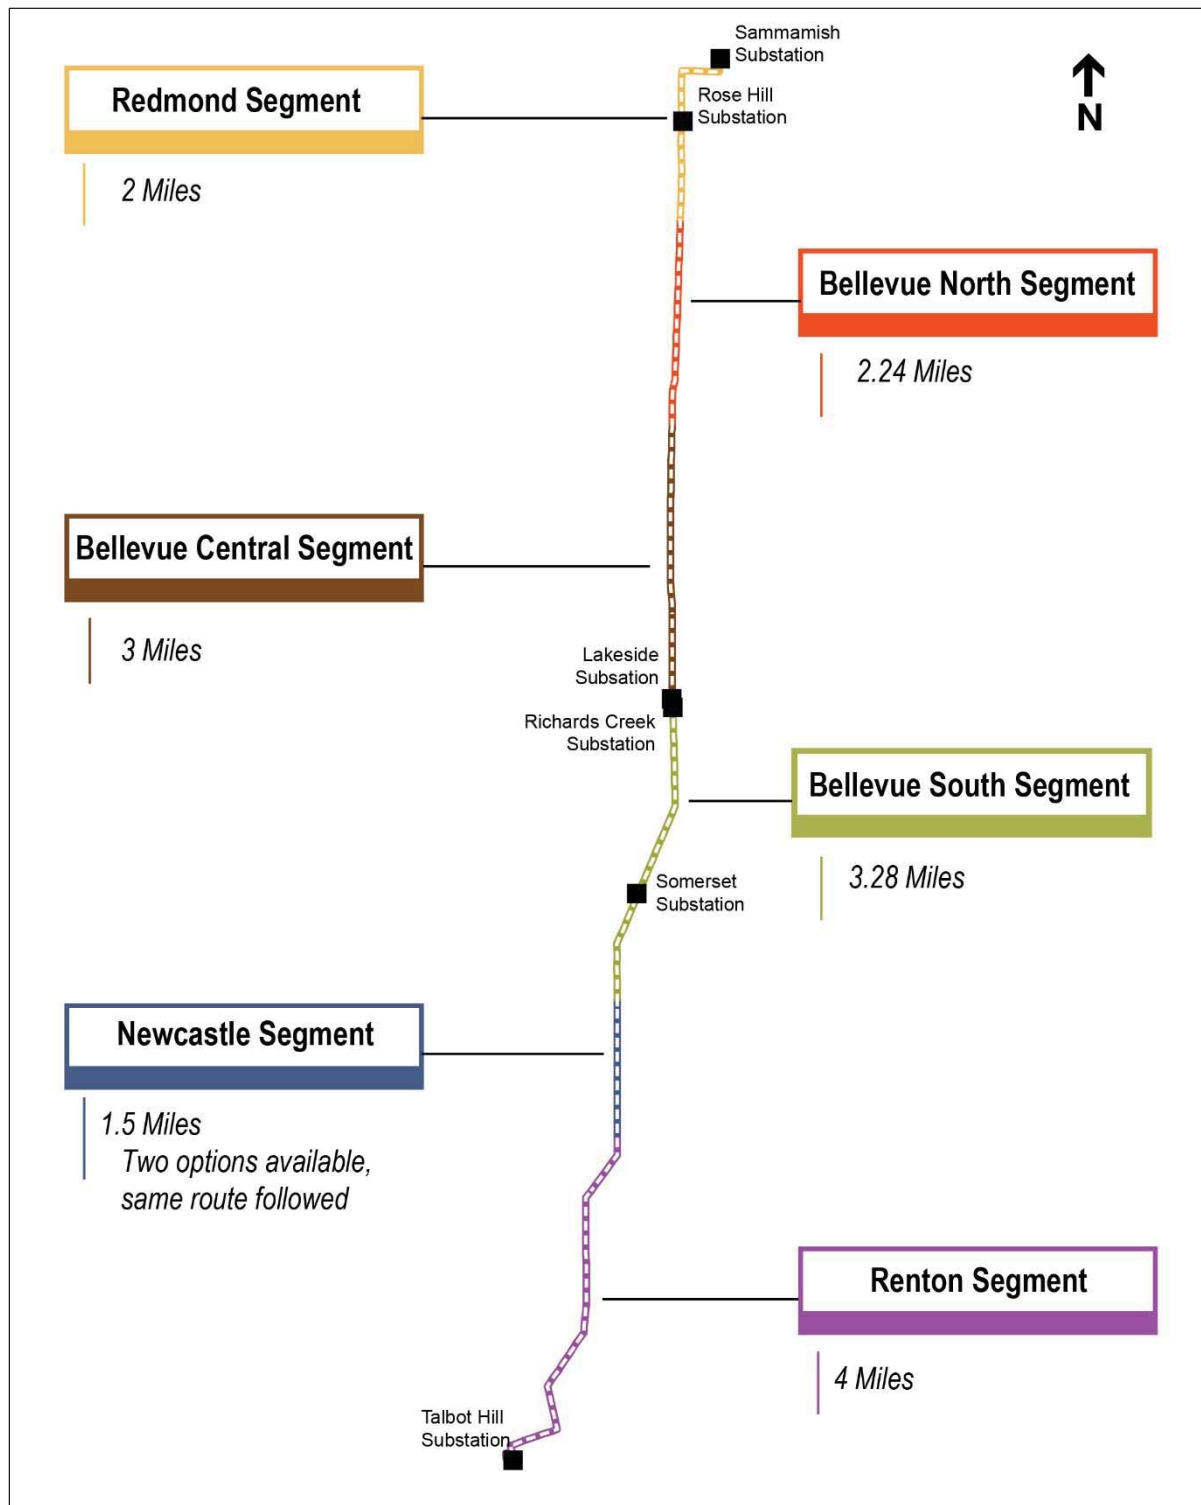 Sammamish
Substation
Redmond Segment
Rose Hill
Substation
N
2 Miles
Bellevue North Segment
2.24 Miles
Bellevue Central Segment
3 Miles
Lakeside
Subsation
Richards Creek
Substation
Bellevue South Segment
Somerset
Substation
3.28 Miles
Newcastle Segment
1.5 Miles
Two options available,
same route followed
Renton Segment
4 Miles
Talbot Hill
Substation